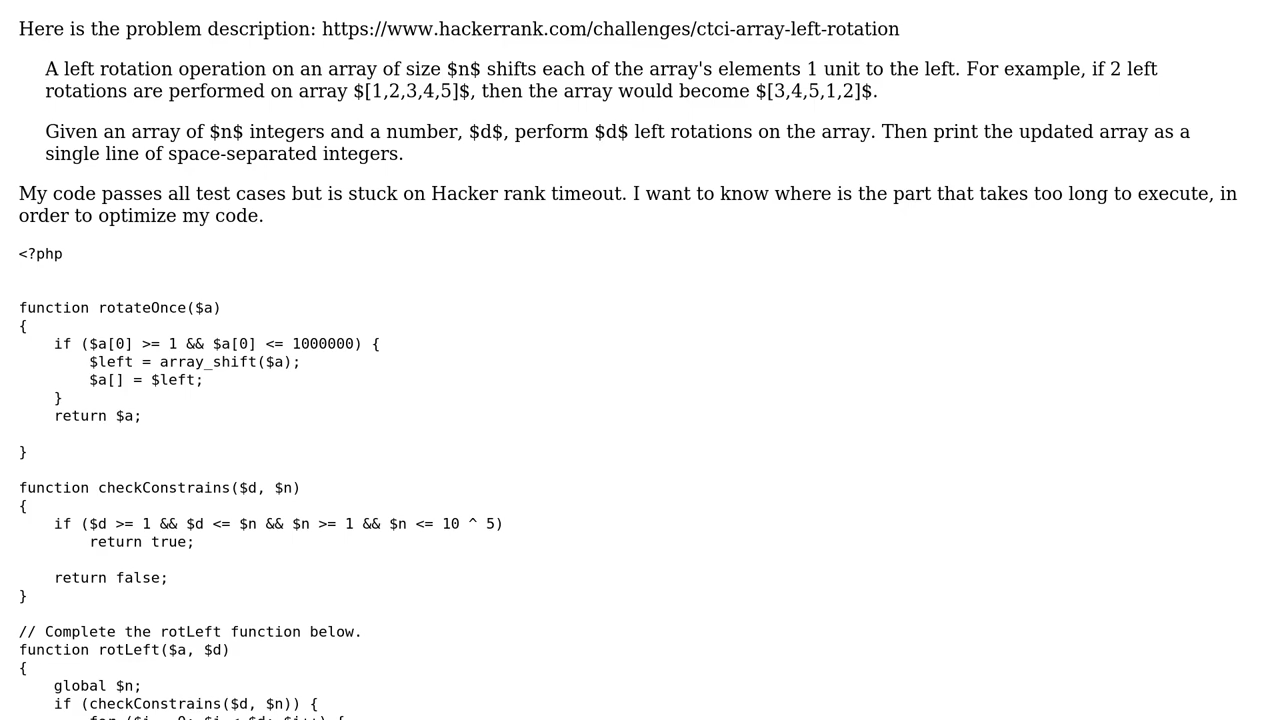 Here is the problem description: https://www.hackerrank.com/challenges/ctci-array-left-rotation
A left rotation operation on an array of size $n$ shifts each of the array's elements 1 unit to the left. For example, if 2 left
rotations are performed on array $[1,2,3,4,5]$, then the array would become $[3,4,5,1,2]$.
Given an array of $n$ integers and a number, $d$, perform $d$ left rotations on the array. Then print the updated array as a
single line of space-separated integers.
My code passes all test cases but is stuck on Hacker rank timeout. I want to know where is the part that takes too long to execute, in
order to optimize my code.
<?php
function rotateOnce($a)
{
    if ($a[0] >= 1 && $a[0] <= 1000000) {
        $left = array_shift($a);
        $a[] = $left;
    }
    return $a;
}
function checkConstrains($d, $n)
{
    if ($d >= 1 && $d <= $n && $n >= 1 && $n <= 10 ^ 5)
        return true;
    return false;
}
// Complete the rotLeft function below.
function rotLeft($a, $d)
{
    global $n;
    if (checkConstrains($d, $n)) {
        for ($i = 0; $i < $d; $i++) {